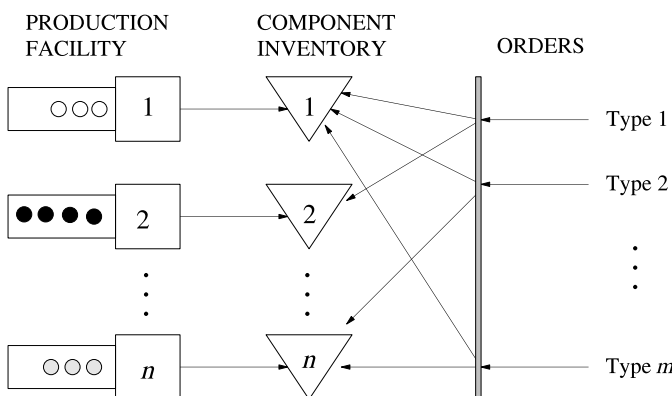 PRODUCTION
FACILITY
COMPONENT
INVENTORY
ORDERS
1
1
Type 1
2
2
Type 2
n
n
Type m